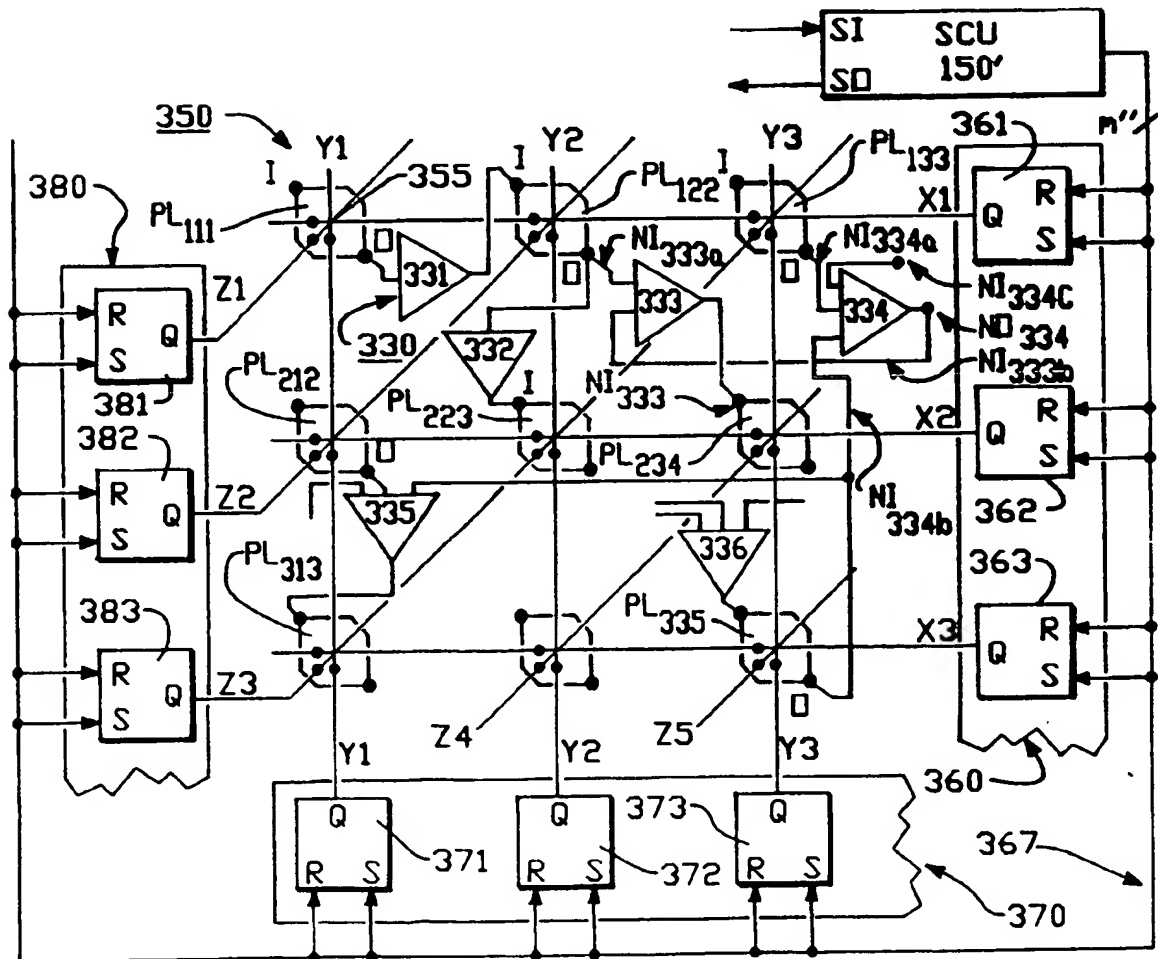 SI SCU
150'
SO
m''
350
Y1 Y2 Y3
361
I I I
PL133
PL122
380
355
PL111
X1
Q R S
O O O
331
NI333a
NI334a
NI334C
NO334
NI333b
333
334
Z1
330
332
R S Q
381
PL212
I
PL223
NI333
X2
Q R S
382
O
PL234
R S Q
Z2
335
NI334b
362
336
363
PL313
383
PL335
X3
Q R S
R S Q
Z3
Z4
Z5
O
Y1 Y2 Y3
360
Q Q Q
373
371
372
367
R S R S R S
370